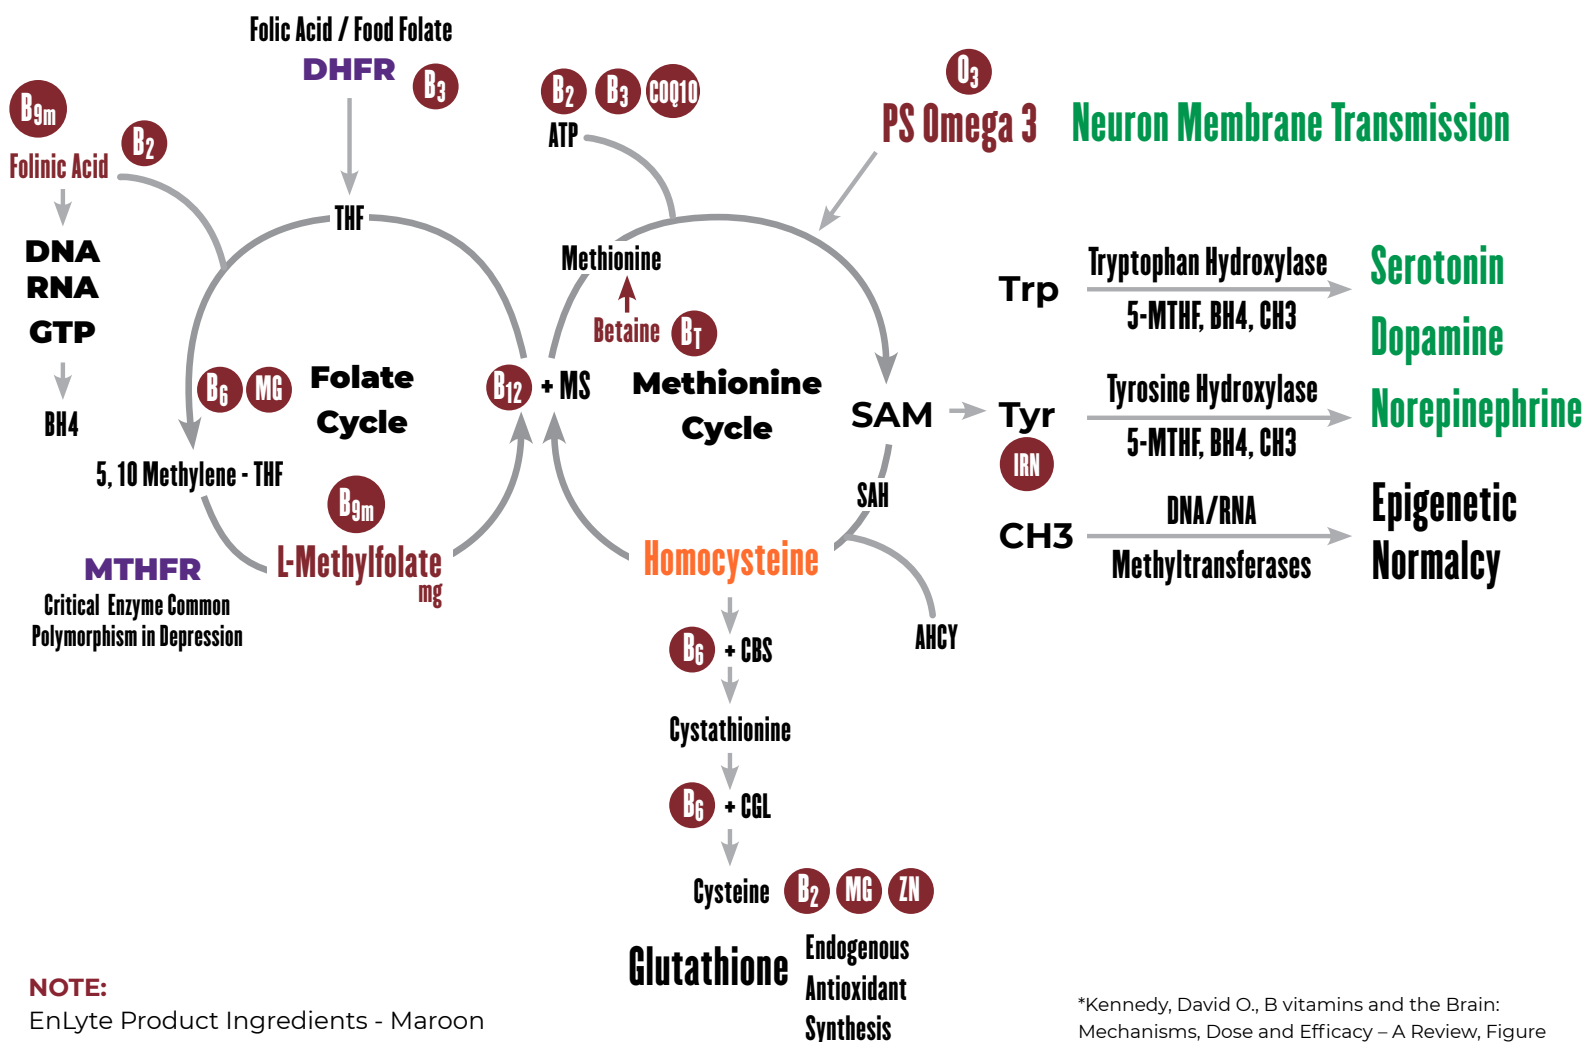 Folic Acid / Food Folate
DHFR
B3
B9m
B2
Folinic Acid
DNA
RNA
GTP
BH4
THF
B6
MG
Folate
Cycle
5, 10 Methylene - THF
B9m
L-Methylfolate
mg
MTHFR
Critical Enzyme Common
Polymorphism in Depression
B2
B3
COQ10
ATP
O3
PS Omega 3
Neuron Membrane Transmission
Methionine
Betaine
BT
B12 + MS
Methionine
Cycle
SAM
SAH
Homocysteine
AHCY
B6 + CBS
Cystathionine
B6 + CGL
Cysteine
B2
MG
ZN
Glutathione
Endogenous
Antioxidant
Synthesis
Trp
Tryptophan Hydroxylase
5-MTHF, BH4, CH3
Serotonin
Dopamine
Tyr
IRN
Tyrosine Hydroxylase
5-MTHF, BH4, CH3
Norepinephrine
CH3
DNA/RNA
Methyltransferases
Epigenetic
Normalcy
NOTE:
EnLyte Product Ingredients - Maroon
*Kennedy, David O., B vitamins and the Brain:
Mechanisms, Dose and Efficacy – A Review, Figure